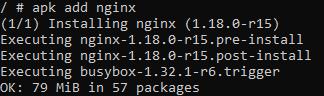 / # apk add nginx
(1/1) Installing nginx (1.18.0-r15)
Executing nginx-1.18.0-r15.pre-install
Executing nginx-1.18.0-r15.post-install
Executing busybox-1.32.1-r6.trigger
OK: 79 MiB in 57 packages